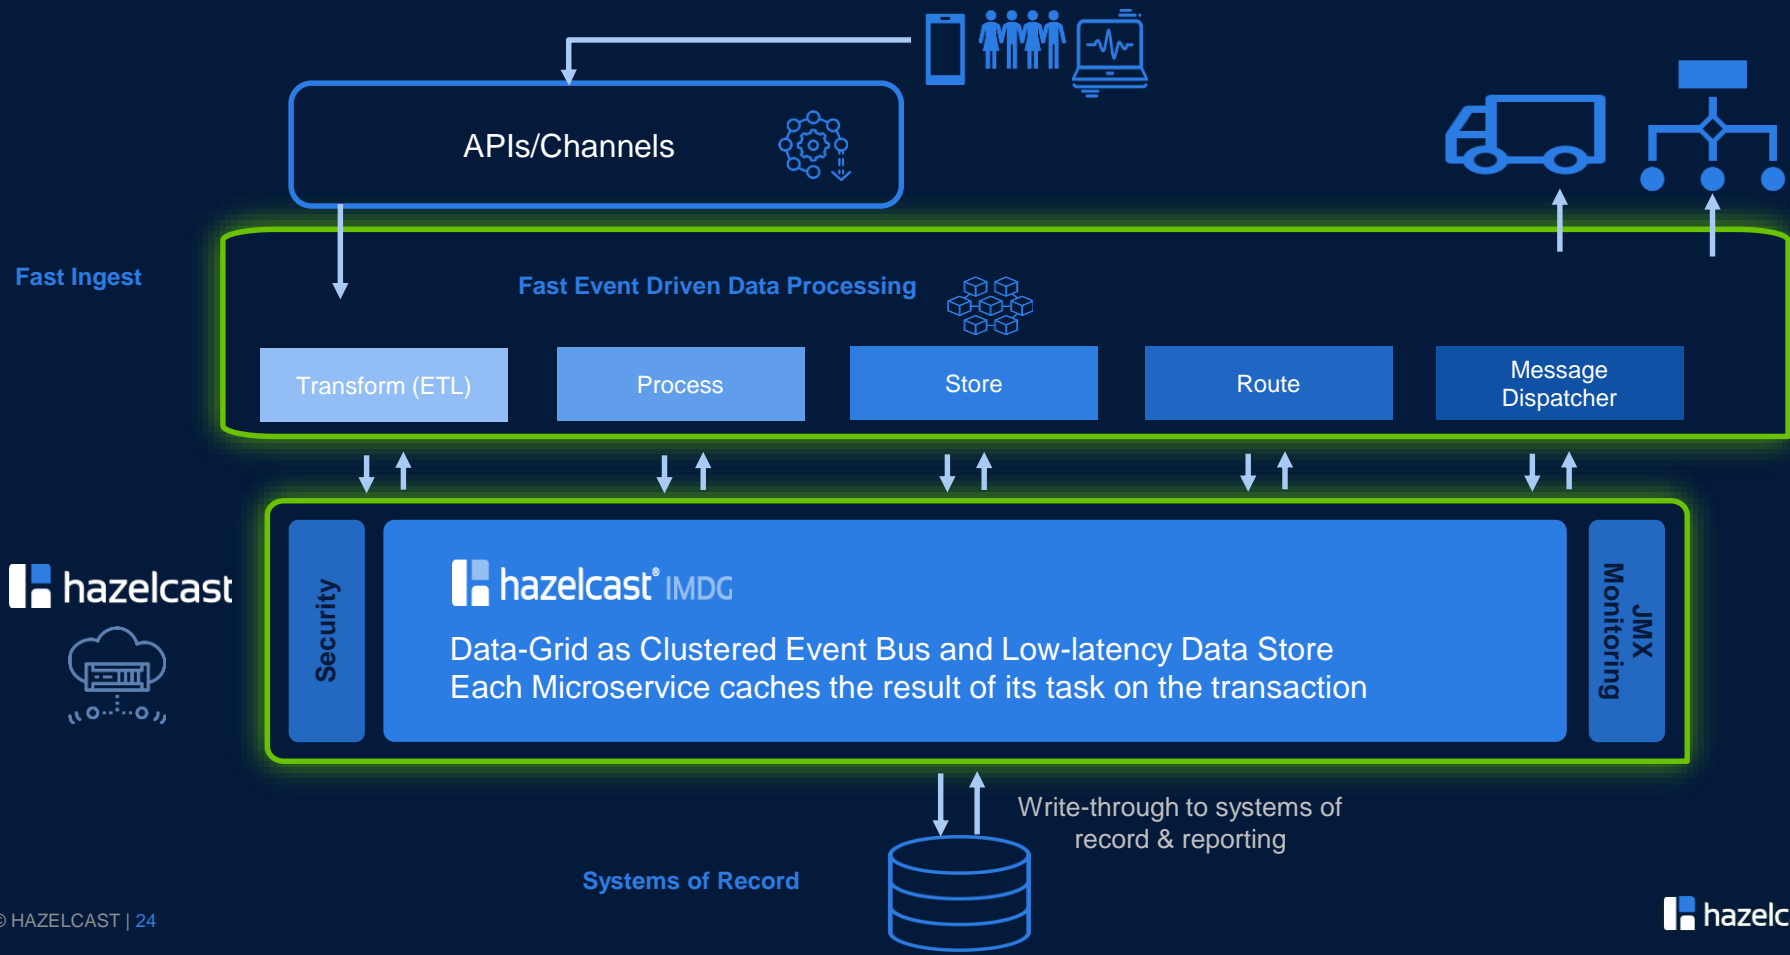 APIs/Channels
Fast Ingest
Fast Event Driven Data Processing
Transform (ETL)
Process
Store
Route
Message
Dispatcher
hazelcast
Security
hazelcast® IMDG
Data-Grid as Clustered Event Bus and Low-latency Data Store
Each Microservice caches the result of its task on the transaction
JMX
Monitoring
Write-through to systems of
record & reporting
Systems of Record
© HAZELCAST | 24
hazelc